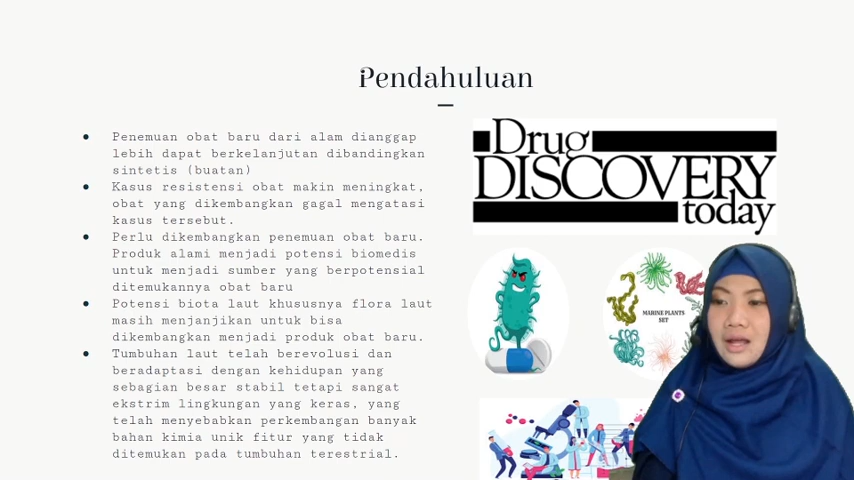 Pendahuluan
Penemuan obat baru dari alam dianggap
lebih dapat berkelanjutan dibandingkan
sintetis (buatan)
Kasus resistensi obat makin meningkat,
obat yang dikembangkan gagal mengatasi
kasus tersebut.
Perlu dikembangkan penemuan obat baru.
Produk alami menjadi potensi biomedis
untuk menjadi sumber yang berpotensial
ditemukannya obat baru
Potensi biota laut khususnya flora laut
masih menjanjikan untuk bisa
dikembangkan menjadi produk obat baru.
Tumbuhan laut telah berevolusi dan
beradaptasi dengan kehidupan yang
sebagian besar stabil tetapi sangat
ekstrim lingkungan yang keras, yang
telah menyebabkan perkembangan banyak
bahan kimia unik fitur yang tidak
ditemukan pada tumbuhan terestrial.
Drug
DISCOVERY
today
MARINE PLANTS
SET